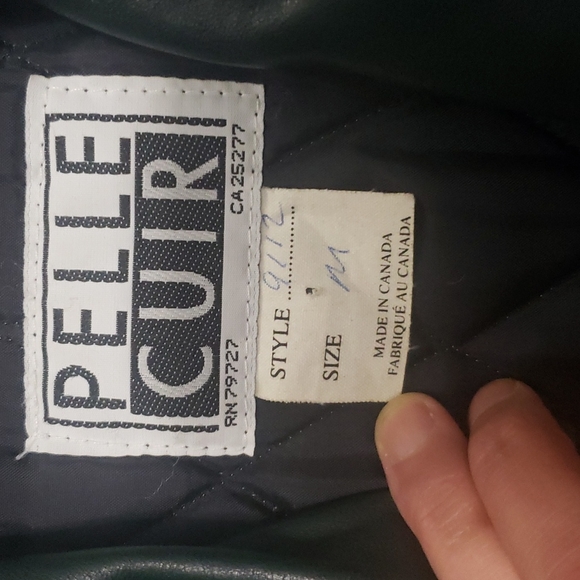 PELLE
CUIR
RN79727 CA25277
STYLE 9112
SIZE M
MADE IN CANADA
FABRIQUÉ AU CANADA